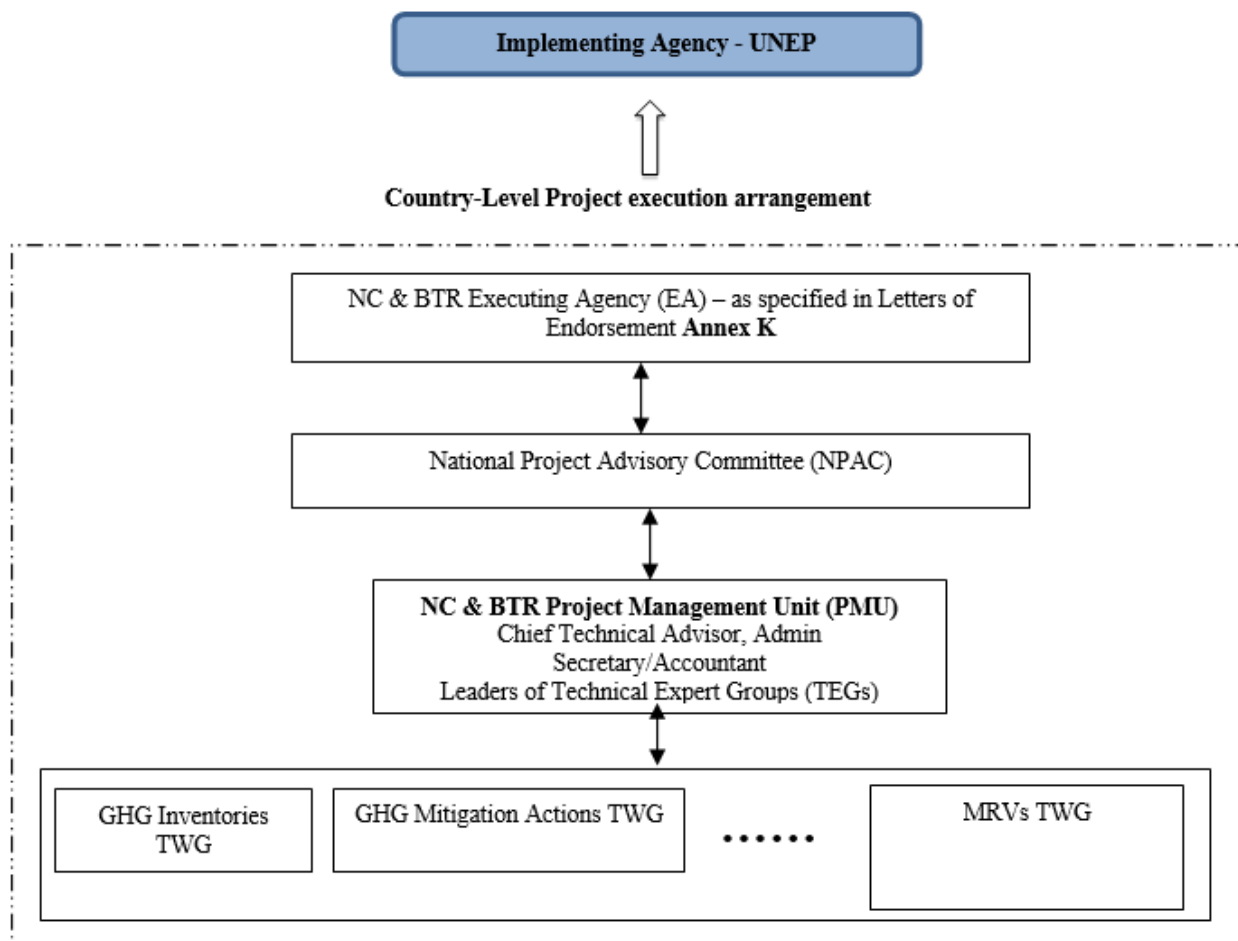 Implementing Agency - UNEP
Country-Level Project execution arrangement
NC & BTR Executing Agency (EA) – as specified in Letters of
Endorsement Annex K
National Project Advisory Committee (NPAC)
NC & BTR Project Management Unit (PMU)
Chief Technical Advisor, Admin
Secretary/Accountant
Leaders of Technical Expert Groups (TEGs)
GHG Inventories
TWG
GHG Mitigation Actions TWG
......
MRVs TWG